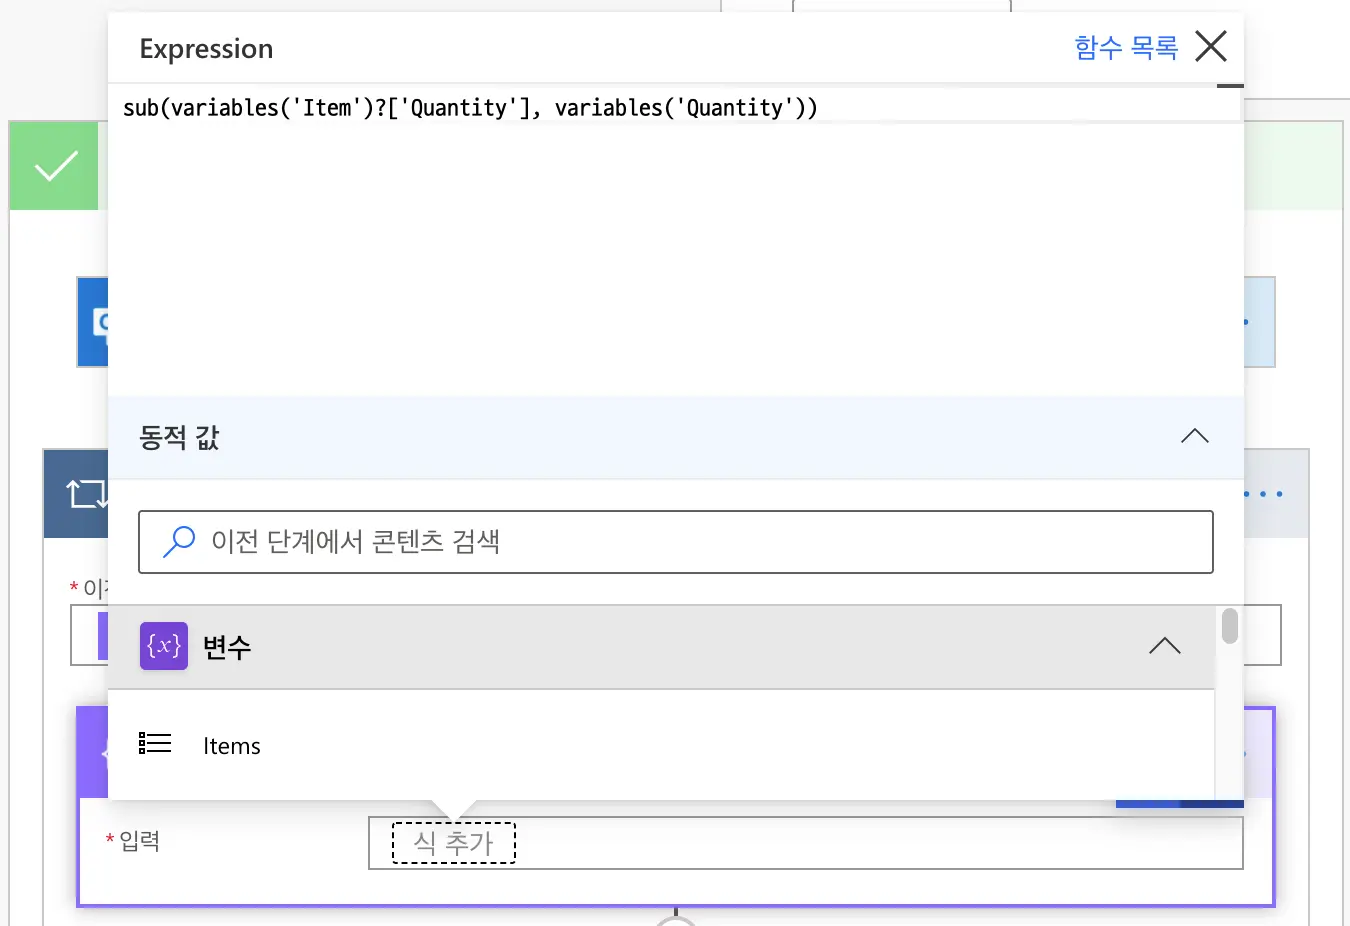 Expression
함수 목록
sub(variables('Item')?['Quantity'], variables('Quantity'))
동적 값
이전 단계에서 콘텐츠 검색
* 이전
{x} 변수
Items
* 입력
식 추가